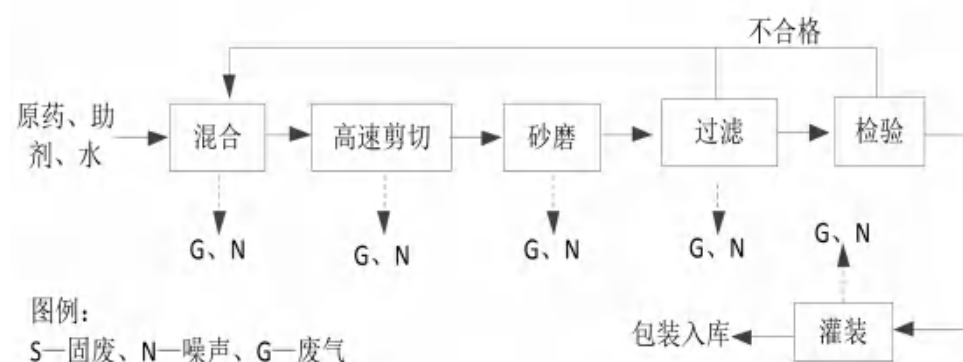 不合格
原药、助
剂、水
混合
高速剪切
砂磨
过滤
检验
G、N
G、N
G、N
G、N
G、N
图例：
S—固废、N—噪声、G—废气
包装入库
灌装